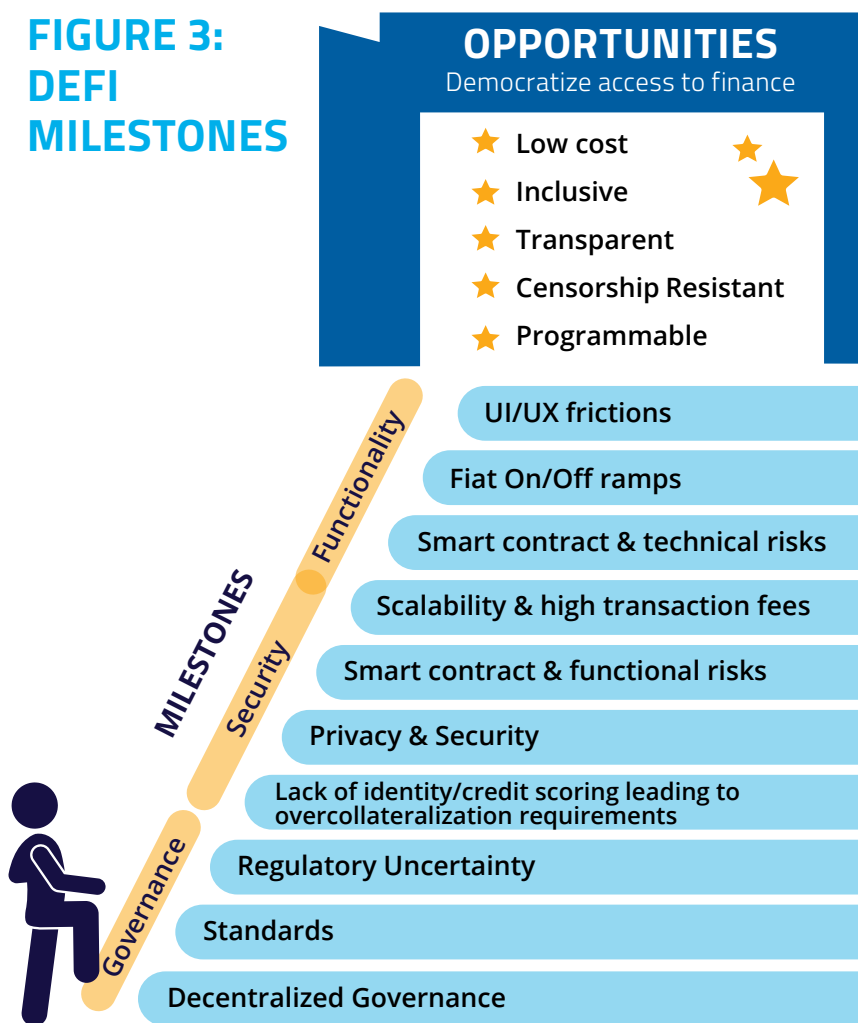 FIGURE 3:
DEFI
MILESTONES
OPPORTUNITIES
Democratize access to finance
Low cost
Inclusive
Transparent
Censorship Resistant
Programmable
MILESTONES
Functionality
Security
Governance
UI/UX frictions
Fiat On/Off ramps
Smart contract & technical risks
Scalability & high transaction fees
Smart contract & functional risks
Privacy & Security
Lack of identity/credit scoring leading to
overcollateralization requirements
Regulatory Uncertainty
Standards
Decentralized Governance